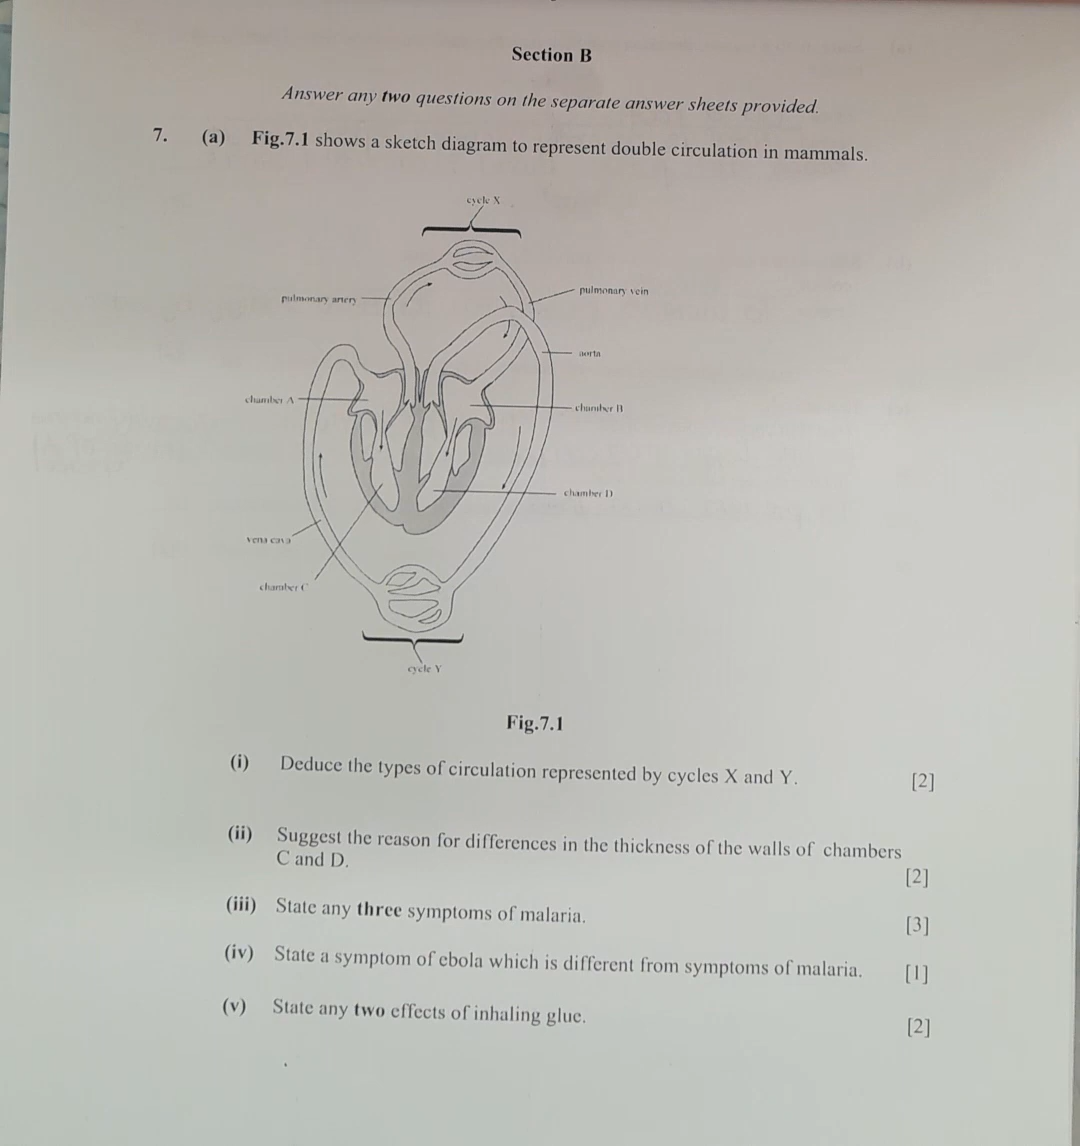 Section B
Answer any two questions on the separate answer sheets provided.
7. (a) Fig.7.1 shows a sketch diagram to represent double circulation in mammals.
cycle X
pulmonary vein
pulmonary artery
aorta
chamber A
chamber B
chamber D
vena cava
chamber C
cycle Y
Fig.7.1
(i) Deduce the types of circulation represented by cycles X and Y. [2]
(ii) Suggest the reason for differences in the thickness of the walls of chambers
C and D. [2]
(iii) State any three symptoms of malaria. [3]
(iv) State a symptom of ebola which is different from symptoms of malaria. [1]
(v) State any two effects of inhaling glue. [2]